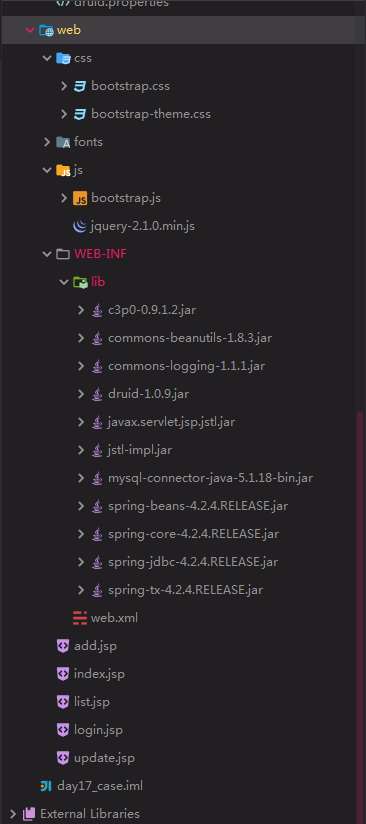 druid.properties
web
css
bootstrap.css
bootstrap-theme.css
fonts
js
bootstrap.js
jquery-2.1.0.min.js
WEB-INF
lib
c3p0-0.9.1.2.jar
commons-beanutils-1.8.3.jar
commons-logging-1.1.1.jar
druid-1.0.9.jar
javax.servlet.jsp.jstl.jar
jstl-impl.jar
mysql-connector-java-5.1.18-bin.jar
spring-beans-4.2.4.RELEASE.jar
spring-core-4.2.4.RELEASE.jar
spring-jdbc-4.2.4.RELEASE.jar
spring-tx-4.2.4.RELEASE.jar
web.xml
add.jsp
index.jsp
list.jsp
login.jsp
update.jsp
day17_case.iml
External Libraries